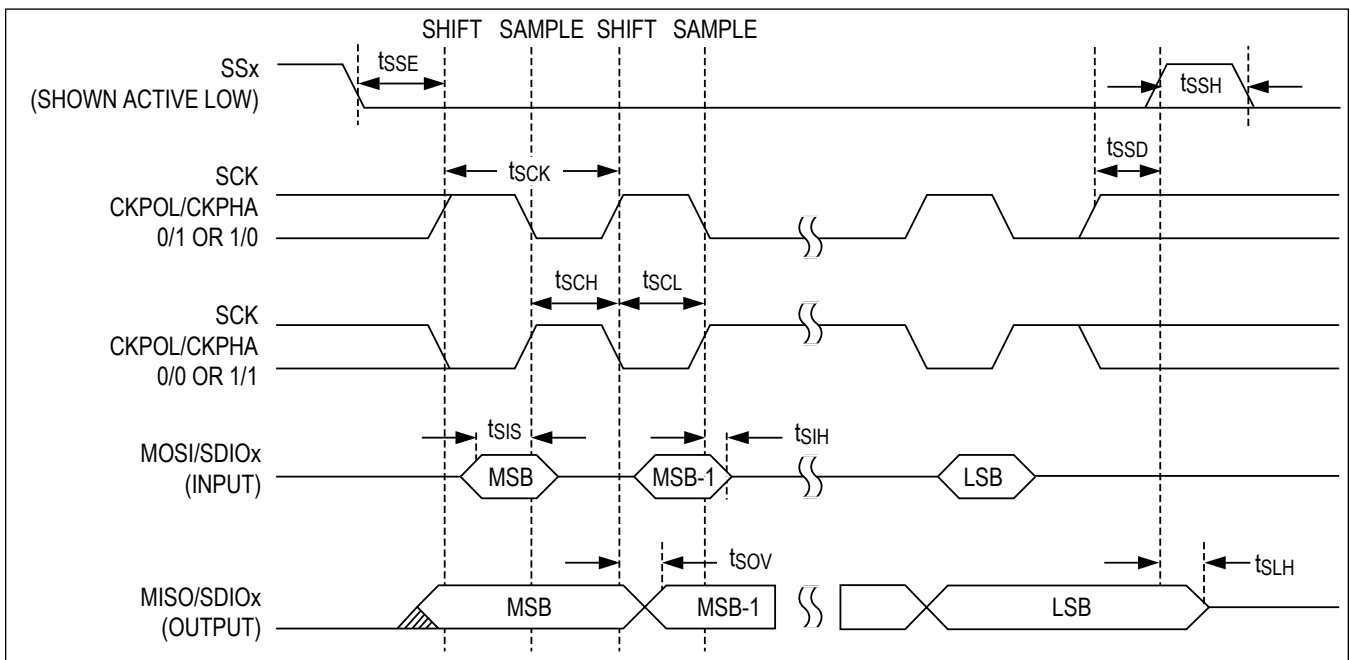 SHIFT SAMPLE SHIFT SAMPLE
SSx
(SHOWN ACTIVE LOW)
tSSE
tSSH
tSSD
SCK
CKPOL/CKPHA
0/1 OR 1/0
tSCK
tSCH
tSCL
SCK
CKPOL/CKPHA
0/0 OR 1/1
MOSI/SDIOx
(INPUT)
tSIS
tSIH
MSB
MSB-1
LSB
MISO/SDIOx
(OUTPUT)
tSOV
tSLH
MSB
MSB-1
LSB